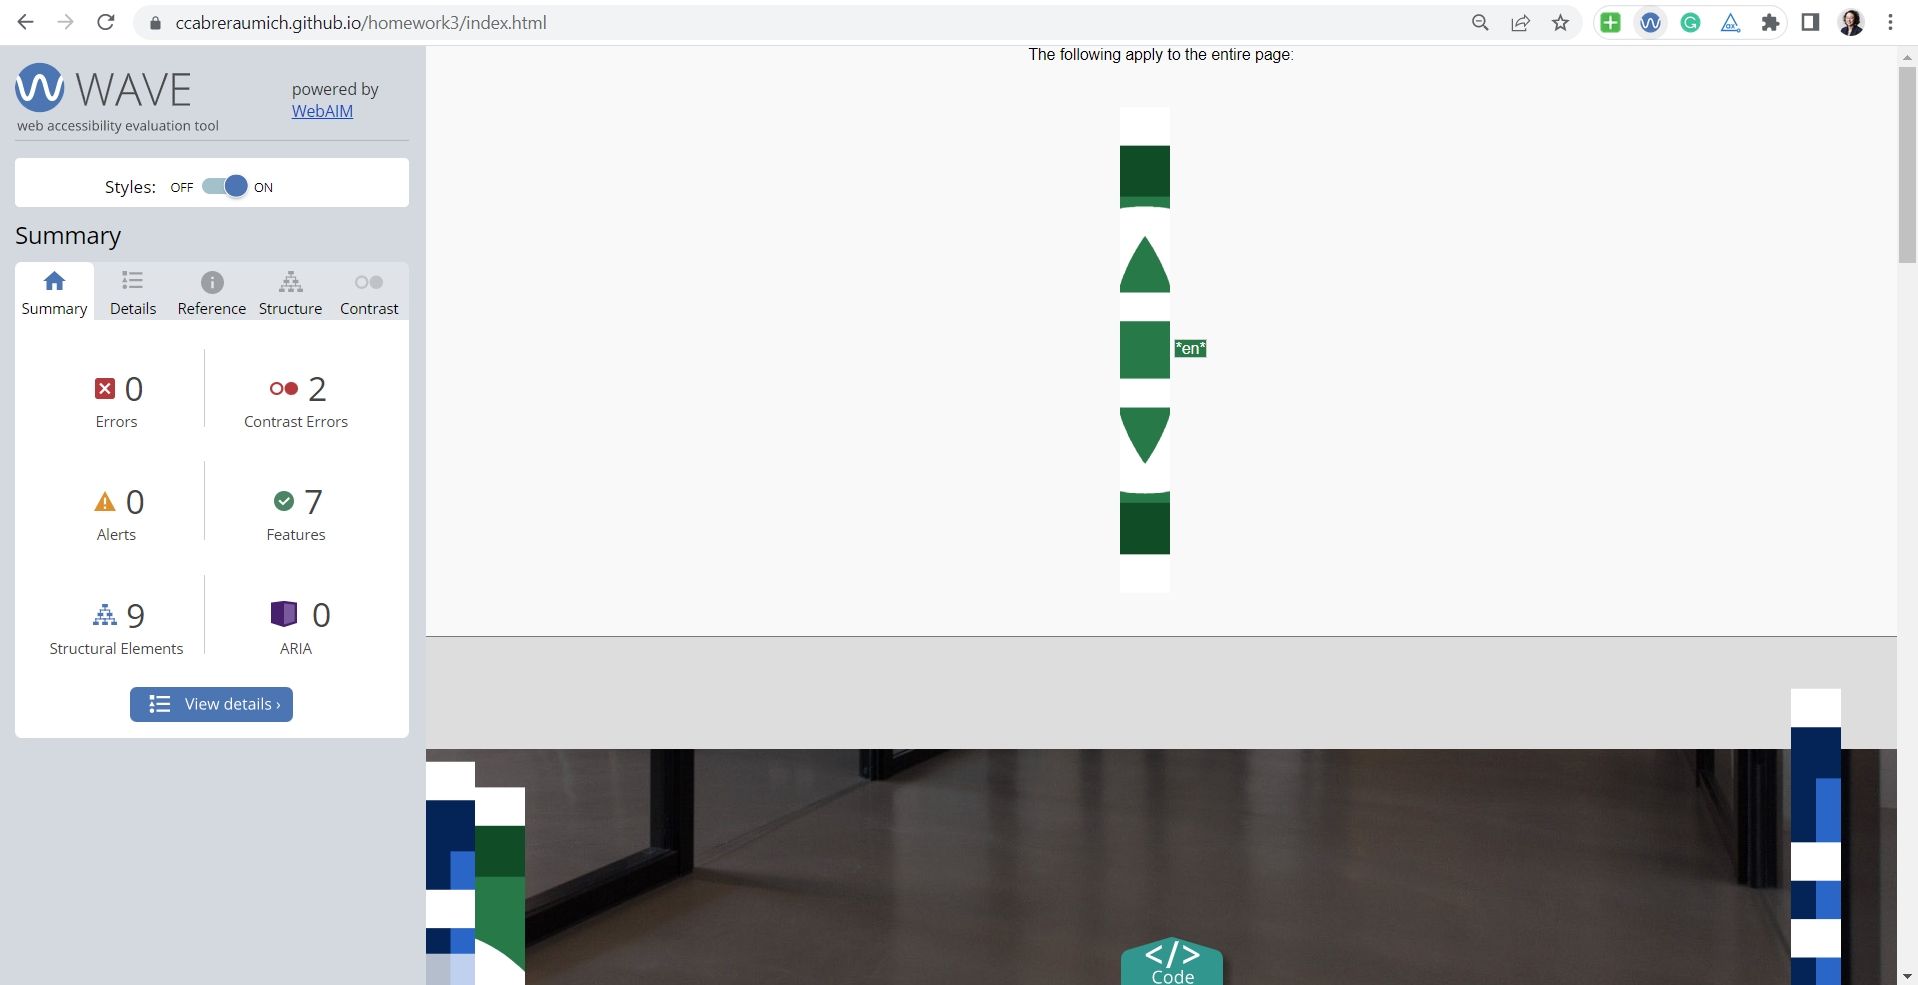 ccabreraumich.github.io/homework3/index.html
WAVE
web accessibility evaluation tool
powered by
WebAIM
Styles: OFF ON
Summary
Summary Details Reference Structure Contrast
0
Errors
2
Contrast Errors
0
Alerts
7
Features
9
Structural Elements
0
ARIA
View details ›
The following apply to the entire page:
*en*
</> 
Code